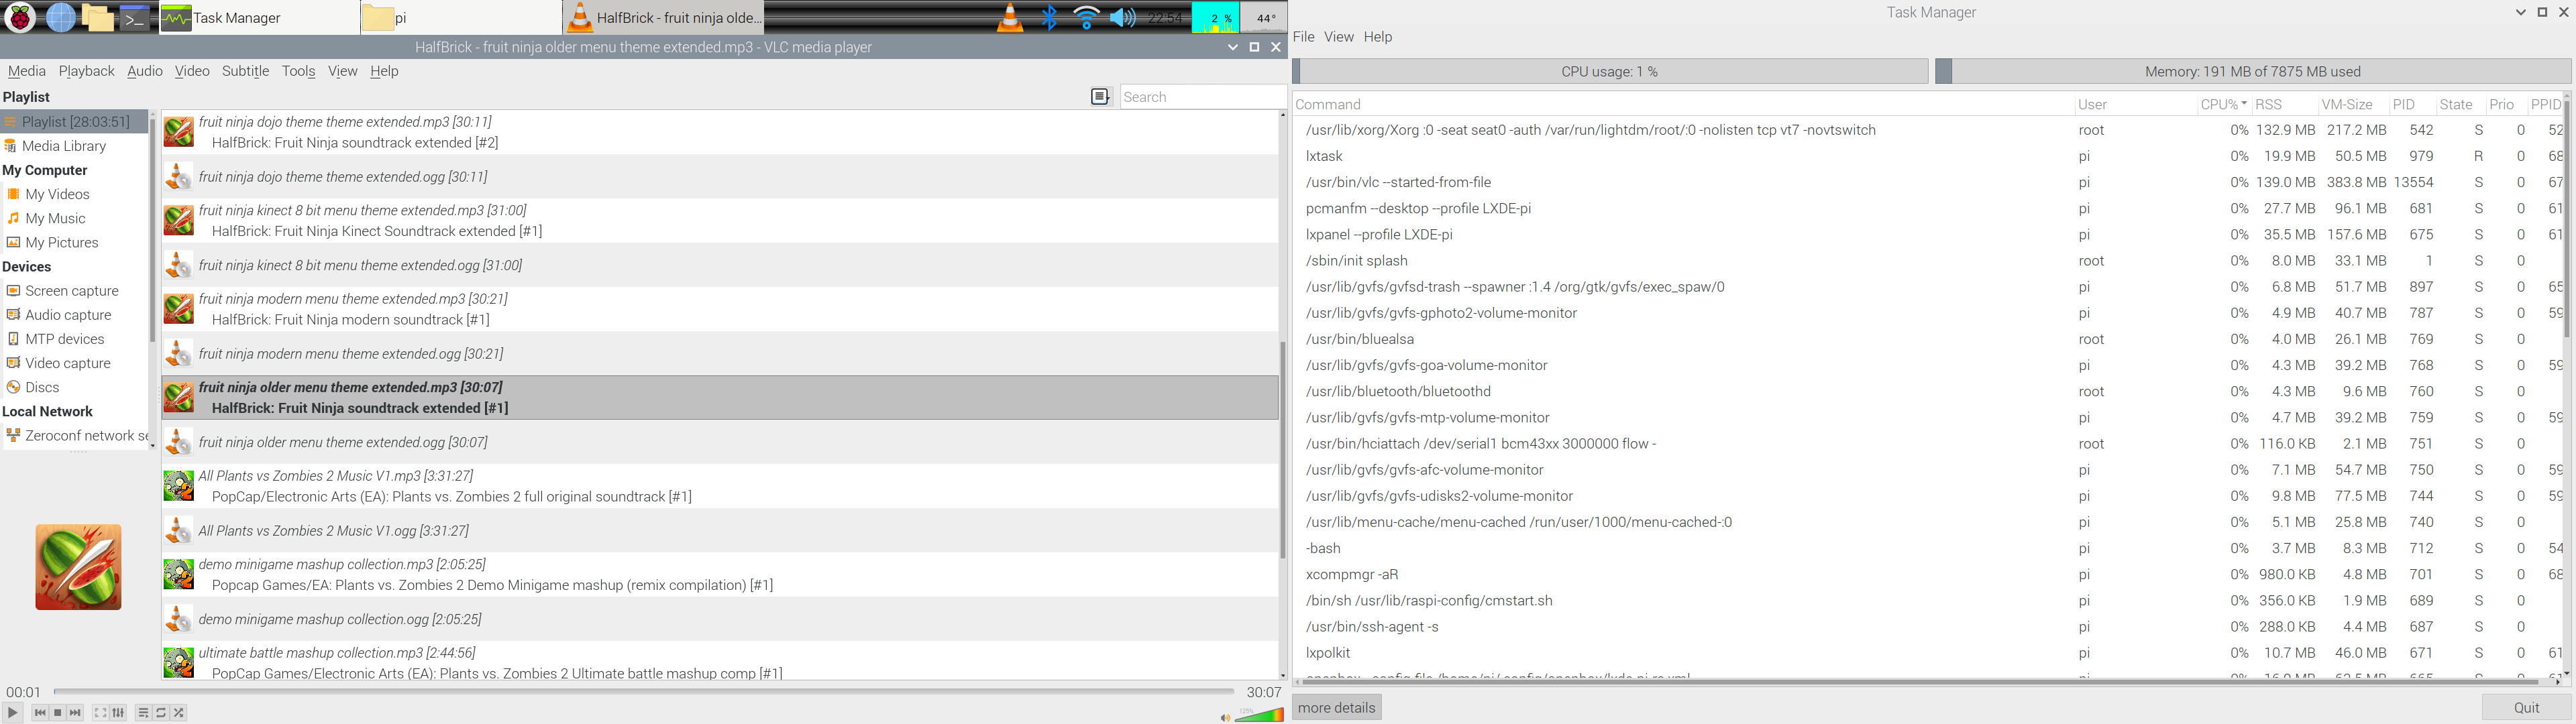 Task Manager
pi
HalfBrick - fruit ninja olde...
22:54
2 %
44°
HalfBrick - fruit ninja older menu theme extended.mp3 - VLC media player
Media Playback Audio Video Subtitle Tools View Help
Playlist
Search
Playlist [28:03:51]
Media Library
My Computer
My Videos
My Music
My Pictures
Devices
Screen capture
Audio capture
MTP devices
Video capture
Discs
Local Network
Zeroconf network se
fruit ninja dojo theme theme extended.mp3 [30:11]
HalfBrick: Fruit Ninja soundtrack extended [#2]
fruit ninja dojo theme theme extended.ogg [30:11]
fruit ninja kinect 8 bit menu theme extended.mp3 [31:00]
HalfBrick: Fruit Ninja Kinect Soundtrack extended [#1]
fruit ninja kinect 8 bit menu theme extended.ogg [31:00]
fruit ninja modern menu theme extended.mp3 [30:21]
HalfBrick: Fruit Ninja modern soundtrack [#1]
fruit ninja modern menu theme extended.ogg [30:21]
fruit ninja older menu theme extended.mp3 [30:07]
HalfBrick: Fruit Ninja soundtrack extended [#1]
fruit ninja older menu theme extended.ogg [30:07]
All Plants vs Zombies 2 Music V1.mp3 [3:31:27]
PopCap/Electronic Arts (EA): Plants vs. Zombies 2 full original soundtrack [#1]
All Plants vs Zombies 2 Music V1.ogg [3:31:27]
demo minigame mashup collection.mp3 [2:05:25]
Popcap Games/EA: Plants vs. Zombies 2 Demo Minigame mashup (remix compilation) [#1]
demo minigame mashup collection.ogg [2:05:25]
ultimate battle mashup collection.mp3 [2:44:56]
PopCap Games/Electronic Arts (EA): Plants vs. Zombies 2 Ultimate battle mashup comp [#1]
00:01
30:07
125%
Task Manager
File View Help
CPU usage: 1 %
Memory: 191 MB of 7875 MB used
Command User CPU% RSS VM-Size PID State Prio PPID
/usr/lib/xorg/Xorg :0 -seat seat0 -auth /var/run/lightdm/root/:0 -nolisten tcp vt7 -novtswitch root 0% 132.9 MB 217.2 MB 542 S 0 52
lxtask pi 0% 19.9 MB 50.5 MB 979 R 0 68
/usr/bin/vlc --started-from-file pi 0% 139.0 MB 383.8 MB 13554 S 0 67
pcmanfm --desktop --profile LXDE-pi pi 0% 27.7 MB 96.1 MB 681 S 0 61
lxpanel --profile LXDE-pi pi 0% 35.5 MB 157.6 MB 675 S 0 61
/sbin/init splash root 0% 8.0 MB 33.1 MB 1 S 0
/usr/lib/gvfs/gvfsd-trash --spawner :1.4 /org/gtk/gvfs/exec_spaw/0 pi 0% 6.8 MB 51.7 MB 897 S 0 65
/usr/lib/gvfs/gvfs-gphoto2-volume-monitor pi 0% 4.9 MB 40.7 MB 787 S 0 59
/usr/bin/bluealsa root 0% 4.0 MB 26.1 MB 769 S 0
/usr/lib/gvfs/gvfs-goa-volume-monitor pi 0% 4.3 MB 39.2 MB 768 S 0 59
/usr/lib/bluetooth/bluetoothd root 0% 4.3 MB 9.6 MB 760 S 0
/usr/lib/gvfs/gvfs-mtp-volume-monitor pi 0% 4.7 MB 39.2 MB 759 S 0 59
/usr/bin/hciattach /dev/serial1 bcm43xx 3000000 flow - root 0% 116.0 KB 2.1 MB 751 S 0
/usr/lib/gvfs/gvfs-afc-volume-monitor pi 0% 7.1 MB 54.7 MB 750 S 0 59
/usr/lib/gvfs/gvfs-udisks2-volume-monitor pi 0% 9.8 MB 77.5 MB 744 S 0 59
/usr/lib/menu-cache/menu-cached /run/user/1000/menu-cached-:0 pi 0% 5.1 MB 25.8 MB 740 S 0
-bash pi 0% 3.7 MB 8.3 MB 712 S 0 54
xcompmgr -aR pi 0% 980.0 KB 4.8 MB 701 S 0 68
/bin/sh /usr/lib/raspi-config/cmstart.sh pi 0% 356.0 KB 1.9 MB 689 S 0
/usr/bin/ssh-agent -s pi 0% 288.0 KB 4.4 MB 687 S 0
lxpolkit pi 0% 10.7 MB 46.0 MB 671 S 0 61
more details
Quit